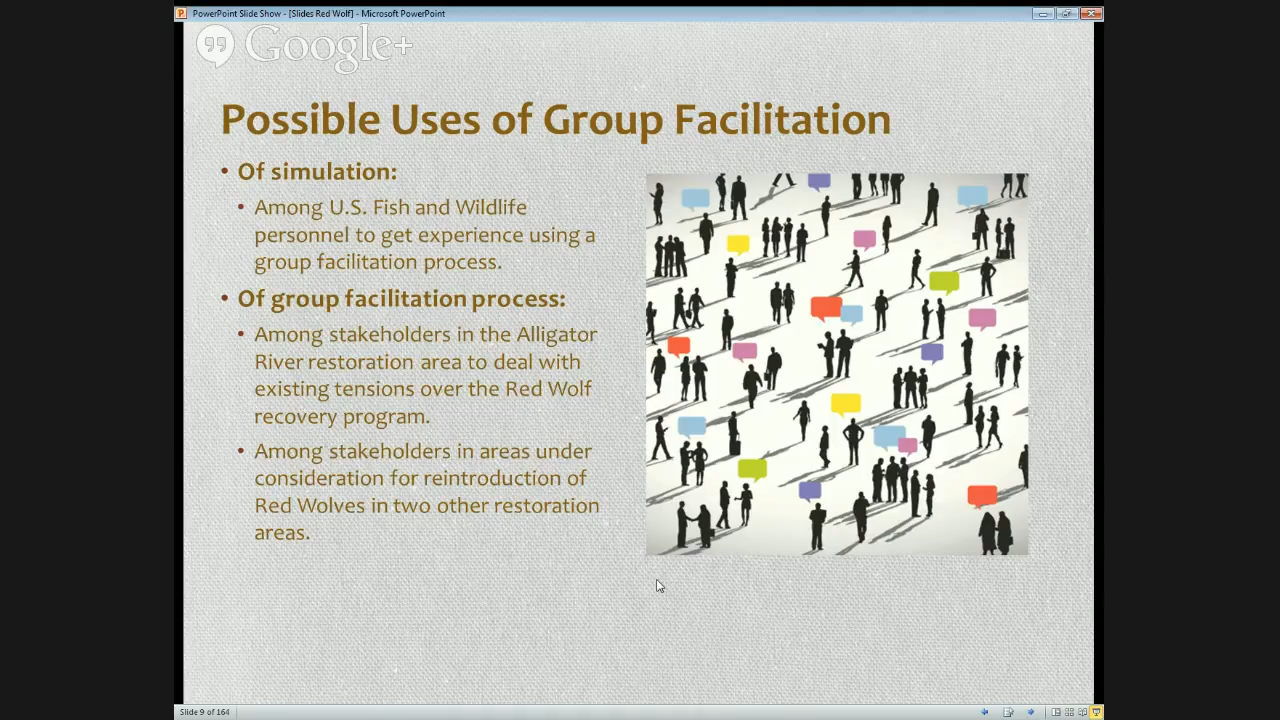 PowerPoint Slide Show - [Slides Red Wolf] - Microsoft PowerPoint
Google+
Possible Uses of Group Facilitation
• Of simulation:
• Among U.S. Fish and Wildlife
personnel to get experience using a
group facilitation process.
• Of group facilitation process:
• Among stakeholders in the Alligator
River restoration area to deal with
existing tensions over the Red Wolf
recovery program.
• Among stakeholders in areas under
consideration for reintroduction of
Red Wolves in two other restoration
areas.
Slide 9 of 164